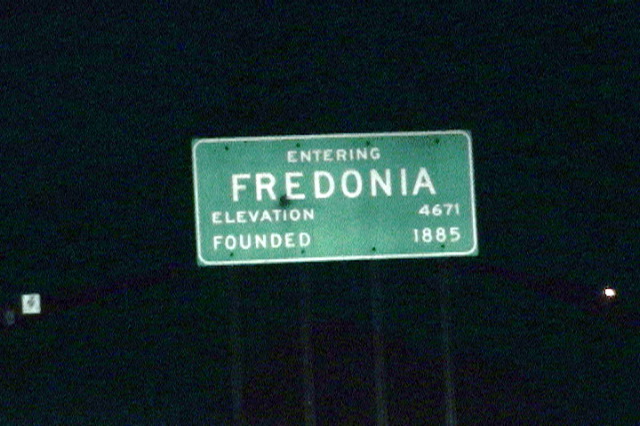 ENTERING
FREDONIA
ELEVATION 4671
FOUNDED 1885